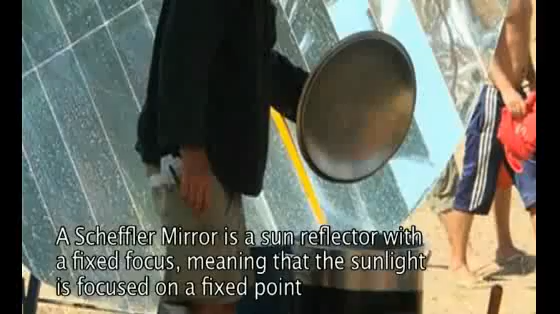 A Scheffler Mirror is a sun reflector with
a fixed focus, meaning that the sunlight
is focused on a fixed point